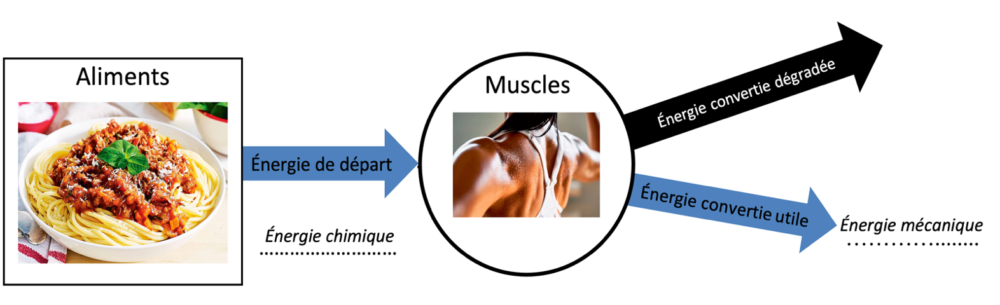 Aliments
Énergie de départ
Énergie chimique
Muscles
Énergie convertie dégradée
Énergie convertie utile
Énergie mécanique